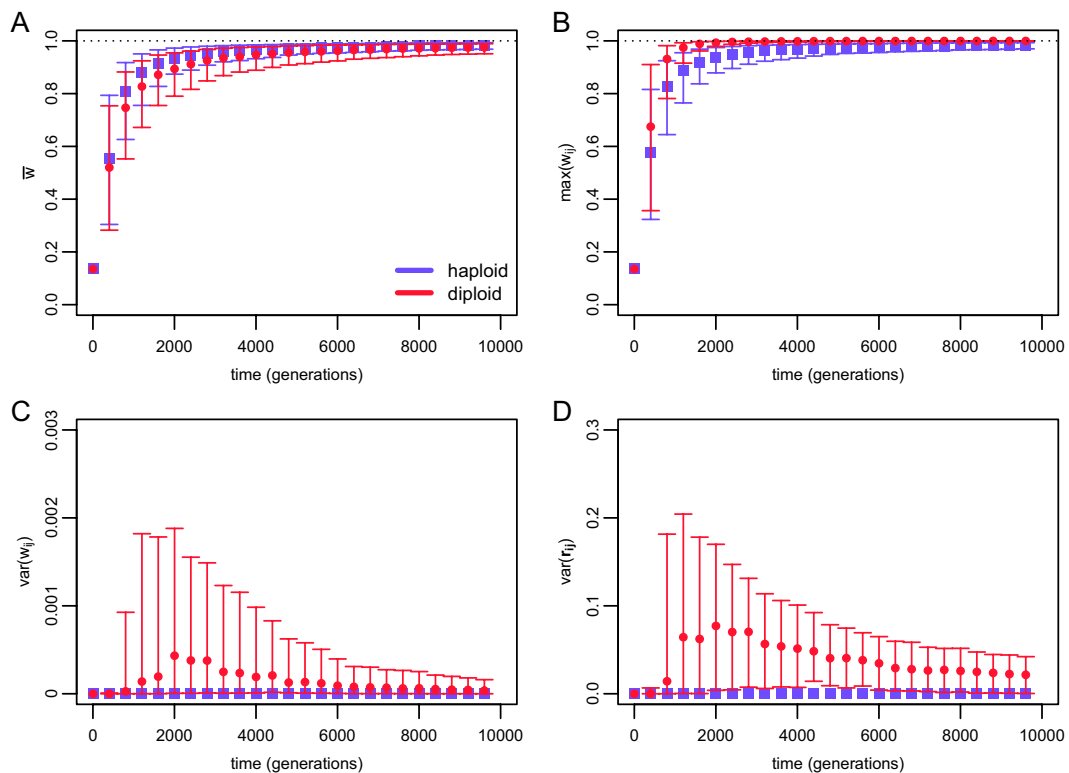 A
w̅
0.0 0.2 0.4 0.6 0.8 1.0
haploid
diploid
0 2000 4000 6000 8000 10000
time (generations)
B
max(wij)
0.0 0.2 0.4 0.6 0.8 1.0
0 2000 4000 6000 8000 10000
time (generations)
C
var(wij)
0 0.001 0.002 0.003
0 2000 4000 6000 8000 10000
time (generations)
D
var(rij)
0.0 0.1 0.2 0.3
0 2000 4000 6000 8000 10000
time (generations)